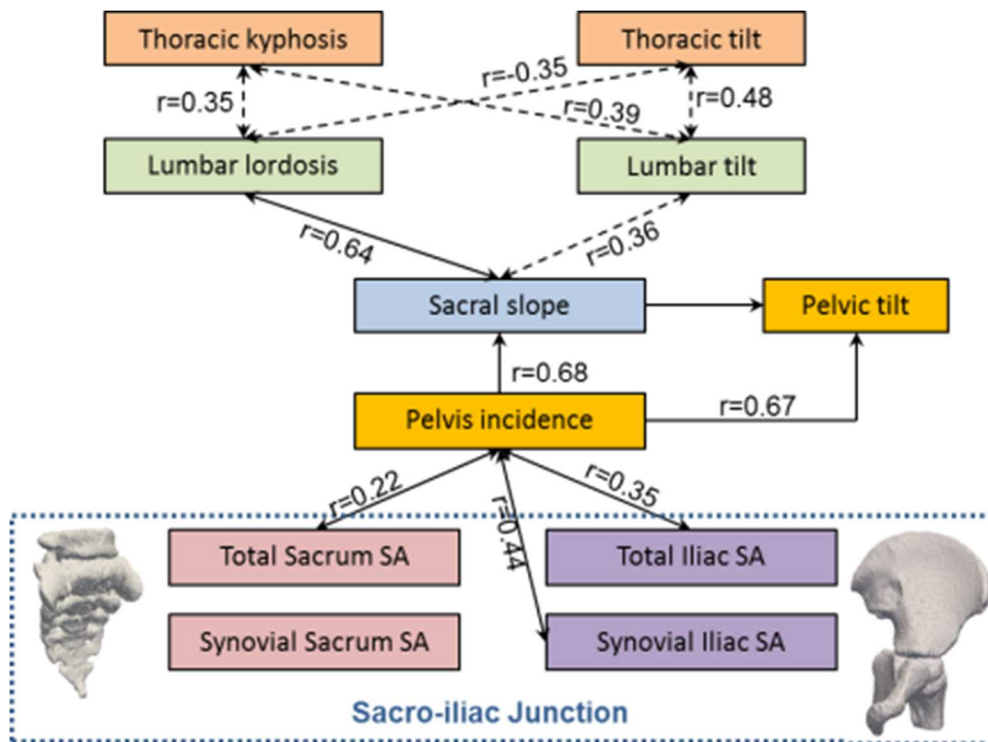 Thoracic kyphosis
Thoracic tilt
r=-0.35
r=0.35
r=0.39
r=0.48
Lumbar lordosis
Lumbar tilt
r=0.64
r=0.36
Sacral slope
Pelvic tilt
r=0.68
Pelvis incidence
r=0.67
r=0.22
r=0.44
r=0.35
Total Sacrum SA
Total Iliac SA
Synovial Sacrum SA
Synovial Iliac SA
Sacro-iliac Junction